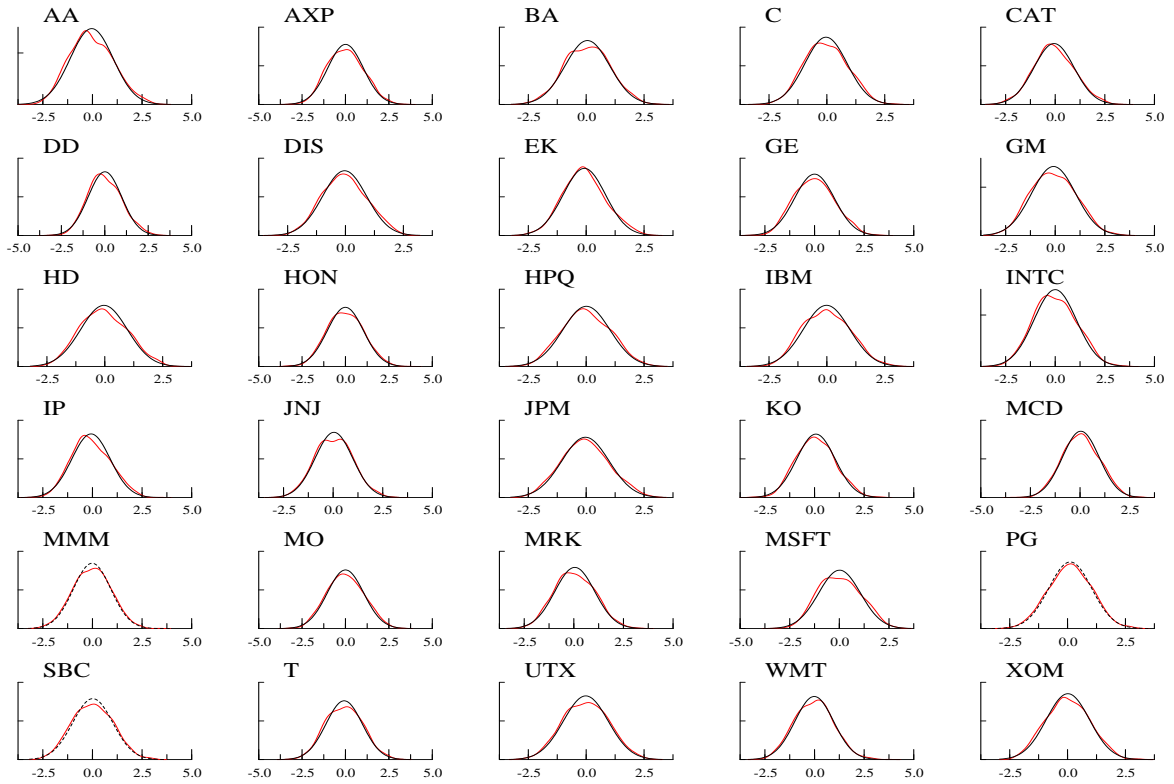 AA AXP BA C CAT
-2.5 0.0 2.5 5.0 -5.0 -2.5 0.0 2.5 5.0 -2.5 0.0 2.5 -2.5 0.0 2.5 -2.5 0.0 2.5 5.0
DD DIS EK GE GM
-5.0 -2.5 0.0 2.5 5.0 -2.5 0.0 2.5 -2.5 0.0 2.5 -2.5 0.0 2.5 5.0 -2.5 0.0 2.5 5.0
HD HON HPQ IBM INTC
-2.5 0.0 2.5 -5.0 -2.5 0.0 2.5 5.0 -2.5 0.0 2.5 -2.5 0.0 2.5 -2.5 0.0 2.5 5.0
IP JNJ JPM KO MCD
-2.5 0.0 2.5 5.0 -2.5 0.0 2.5 5.0 -2.5 0.0 2.5 -2.5 0.0 2.5 5.0 -5.0 -2.5 0.0 2.5
MMM MO MRK MSFT PG
-2.5 0.0 2.5 5.0 -5.0 -2.5 0.0 2.5 5.0 -2.5 0.0 2.5 5.0 -5.0 -2.5 0.0 2.5 -2.5 0.0 2.5
SBC T UTX WMT XOM
-2.5 0.0 2.5 5.0 -5.0 -2.5 0.0 2.5 5.0 -2.5 0.0 2.5 -2.5 0.0 2.5 5.0 -2.5 0.0 2.5